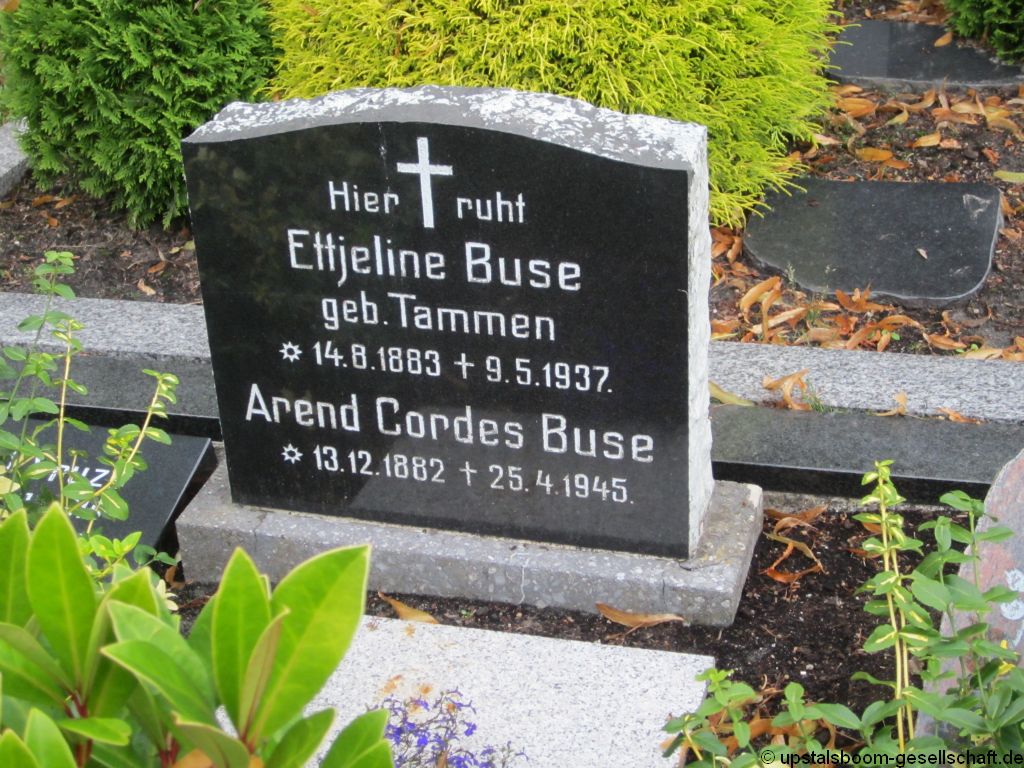 Hier ruht
Ettjeline Buse
geb. Tammen
14.8.1883 † 9.5.1937.
Arend Cordes Buse
13.12.1882 † 25.4.1945.
© upstalsboom-gesellschaft.de